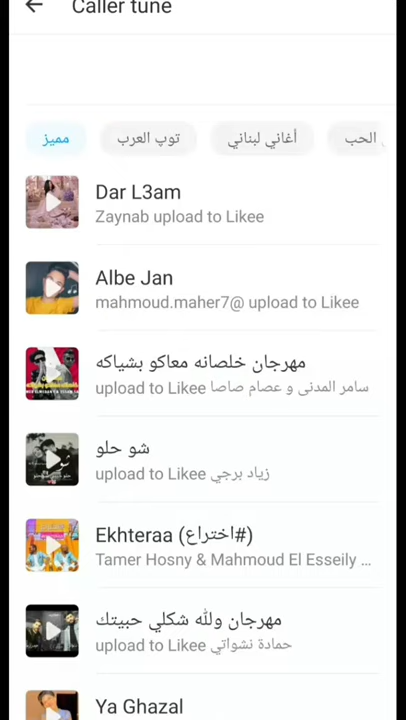 Caller tune
مميز
توپ العرب
أغاني لبناني
الحب
Dar L3am
Zaynab upload to Likee
Albe Jan
mahmoud.maher7@ upload to Likee
مهرجان خلصانه معاكو بشياكه
upload to Likee سامر المدنى و عصام صاصا
شو حلو
upload to Likee زياد برجي
Ekhteraa (#اختراع)
Tamer Hosny & Mahmoud El Esseily ...
مهرجان ولله شكلي حبيتك
upload to Likee حمادة نشواتي
Ya Ghazal